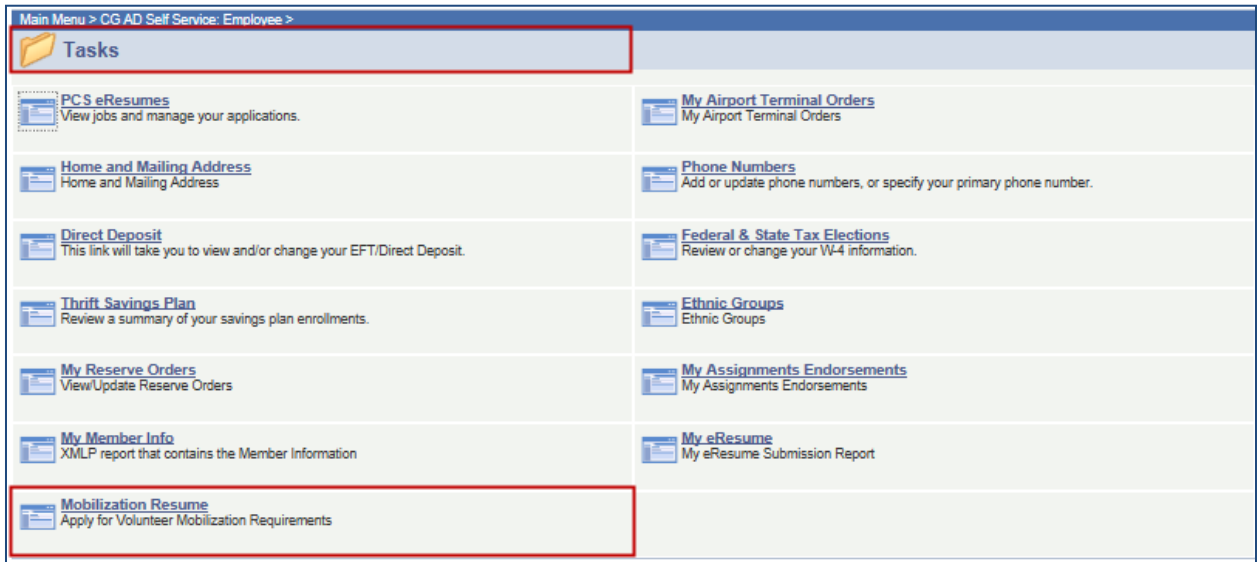 Main Menu > CG AD Self Service: Employee >
Tasks
PCS eResumes
View jobs and manage your applications.
My Airport Terminal Orders
My Airport Terminal Orders
Home and Mailing Address
Home and Mailing Address
Phone Numbers
Add or update phone numbers, or specify your primary phone number.
Direct Deposit
This link will take you to view and/or change your EFT/Direct Deposit.
Federal & State Tax Elections
Review or change your W-4 information.
Thrift Savings Plan
Review a summary of your savings plan enrollments.
Ethnic Groups
Ethnic Groups
My Reserve Orders
View/Update Reserve Orders
My Assignments Endorsements
My Assignments Endorsements
My Member Info
XMLP report that contains the Member Information
My eResume
My eResume Submission Report
Mobilization Resume
Apply for Volunteer Mobilization Requirements